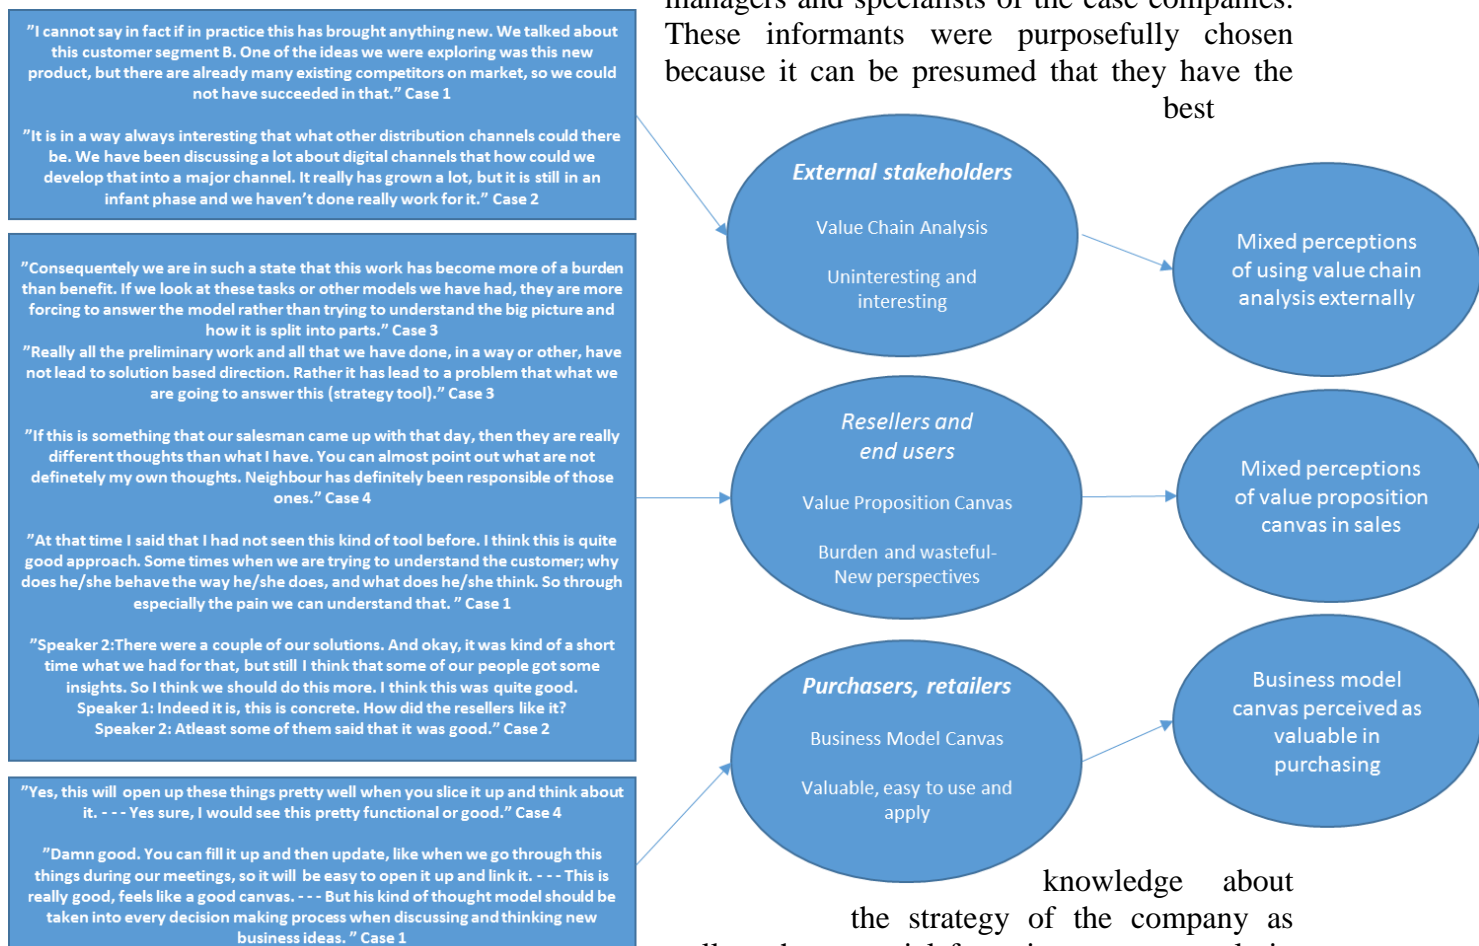 managers and specialists of the case companies.
These informants were purposefully chosen
because it can be presumed that they have the
best
”I cannot say in fact if in practice this has brought anything new. We talked about
this customer segment B. One of the ideas we were exploring was this new
product, but there are already many existing competitors on market, so we could
not have succeeded in that.” Case 1
”It is in a way always interesting that what other distribution channels could there
be. We have been discussing a lot about digital channels that how could we
develop that into a major channel. It really has grown a lot, but it is still in an
infant phase and we haven’t done really work for it.” Case 2
”Consequently we are in such a state that this work has become more of a burden
than benefit. If we look at these tasks or other models we have had, they are more
forcing to answer the model rather than trying to understand the big picture and
how it is split into parts.” Case 3
”Really all the preliminary work and all that we have done, in a way or other, have
not lead to solution based direction. Rather it has lead to a problem that what we
are going to answer this (strategy tool).” Case 3
”If this is something that our salesman came up with that day, then they are really
different thoughts than what I have. You can almost point out what are not
definetely my own thoughts. Neighbour has definitely been responsible of those
ones.” Case 4
”At that time I said that I had not seen this kind of tool before. I think this is quite
good approach. Some times when we are trying to understand the customer; why
does he/she behave the way he/she does, and what does he/she think. So through
especially the pain we can understand that. ” Case 1
”Speaker 2:There were a couple of our solutions. And okay, it was kind of a short
time what we had for that, but still I think that some of our people got some
insights. So I think we should do this more. I think this was quite good.
Speaker 1: Indeed it is, this is concrete. How did the resellers like it?
Speaker 2: Atleast some of them said that it was good.” Case 2
”Yes, this will open up these things pretty well when you slice it up and think about
it. - - - Yes sure, I would see this pretty functional or good.” Case 4
”Damn good. You can fill it up and then update, like when we go through this
things during our meetings, so it will be easy to open it up and link it. - - - This is
really good, feels like a good canvas. - - - But his kind of thought model should be
taken into every decision making process when discussing and thinking new
business ideas. ” Case 1
External stakeholders
Value Chain Analysis
Uninteresting and
interesting
Mixed perceptions
of using value chain
analysis externally
Resellers and
end users
Value Proposition Canvas
Burden and wasteful-
New perspectives
Mixed perceptions
of value proposition
canvas in sales
Purchasers, retailers
Business Model Canvas
Valuable, easy to use and
apply
Business model
canvas perceived as
valuable in
purchasing
knowledge about
the strategy of the company as